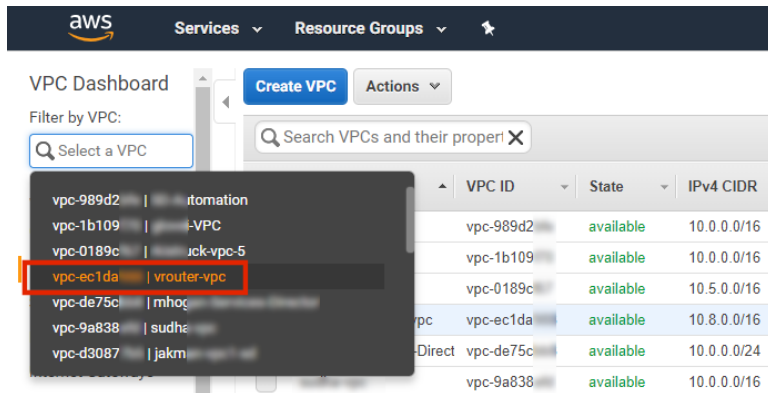 aws
Services
Resource Groups
VPC Dashboard
Filter by VPC:
Select a VPC
Create VPC
Actions
Search VPCs and their propert
vpc-989d2 | tomation
vpc-1b109 | -VPC
vpc-0189c | uck-vpc-5
vpc-ec1da | vrouter-vpc
vpc-de75c | mhog
vpc-9a838 | sudha
vpc-d3087 | jakm
VPC ID
State
IPv4 CIDR
vpc-989d2 available 10.0.0.0/16
vpc-1b109 available 10.0.0.0/16
vpc-0189c available 10.5.0.0/16
vpc vpc-ec1da available 10.8.0.0/16
-Direct vpc-de75c available 10.0.0.0/24
vpc-9a838 available 10.0.0.0/16